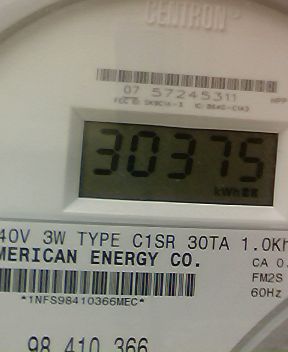 CENTRON®
07 57245311
30375
kWh
40V 3W TYPE C1SR 30TA 1.0Kh
MERICAN ENERGY CO.
CA 0.
FM2S
*1NFS98410366MEC*
60Hz
98 410 366